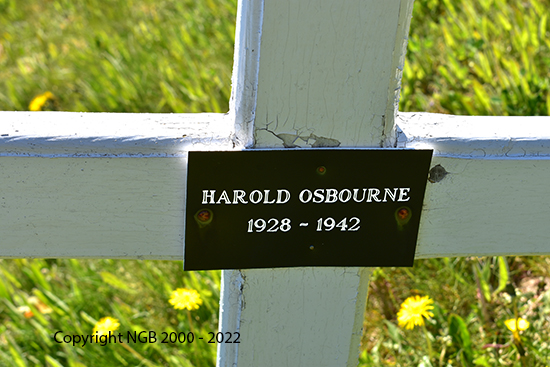 HAROLD OSBOURNE
1928 ~ 1942
Copyright NGB 2000 - 2022